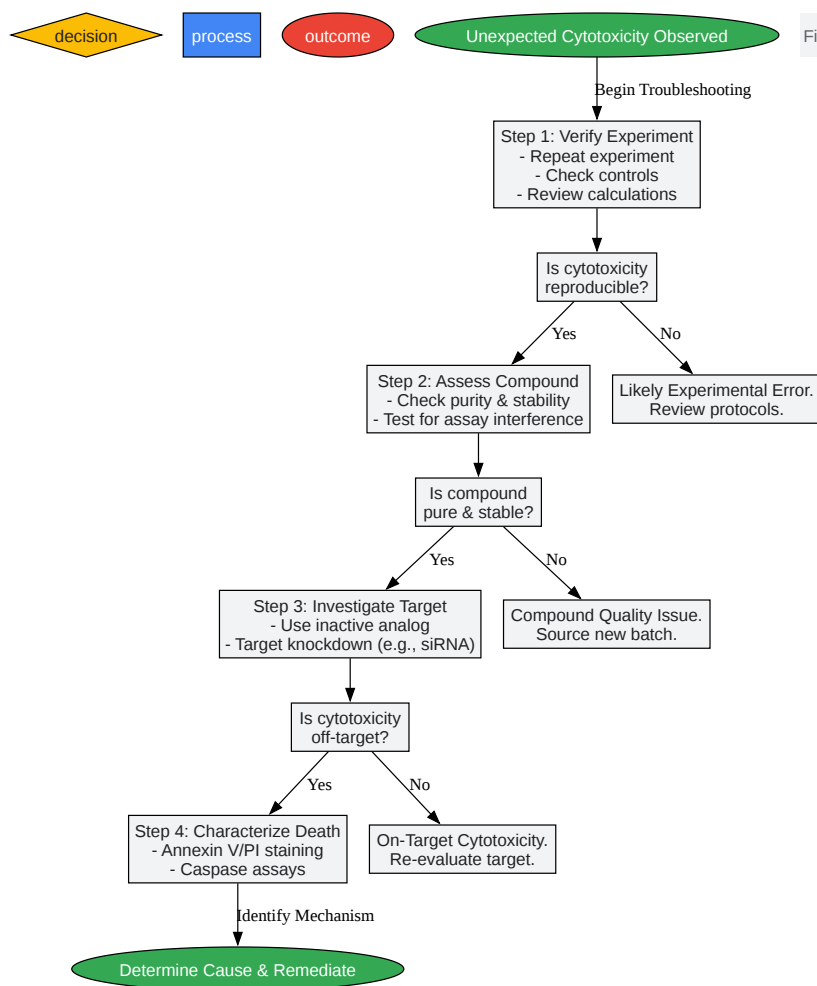 decision
process
outcome
Unexpected Cytotoxicity Observed
Begin Troubleshooting
Step 1: Verify Experiment
- Repeat experiment
- Check controls
- Review calculations
Is cytotoxicity
reproducible?
Yes
No
Step 2: Assess Compound
- Check purity & stability
- Test for assay interference
Likely Experimental Error.
Review protocols.
Is compound
pure & stable?
Yes
No
Step 3: Investigate Target
- Use inactive analog
- Target knockdown (e.g., siRNA)
Compound Quality Issue.
Source new batch.
Is cytotoxicity
off-target?
Yes
No
Step 4: Characterize Death
- Annexin V/PI staining
- Caspase assays
On-Target Cytotoxicity.
Re-evaluate target.
Identify Mechanism
Determine Cause & Remediate